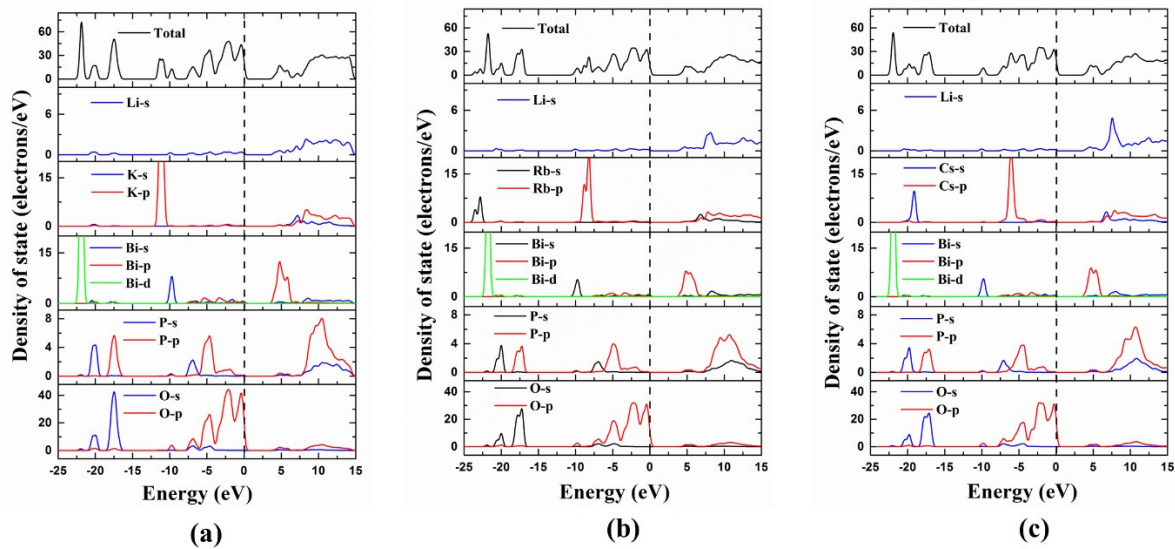 Density of state (electrons/eV)
Total
60
30
0
Li-s
6
0
K-s
K-p
15
0
Bi-s
Bi-p
Bi-d
15
0
P-s
P-p
8
4
0
O-s
O-p
40
20
0
-25 -20 -15 -10 -5 0 5 10 15
Energy (eV)
(a)
Density of state (electrons/eV)
Total
60
30
0
Li-s
6
0
Rb-s
Rb-p
15
0
Bi-s
Bi-p
Bi-d
15
0
P-s
P-p
8
4
0
O-s
O-p
40
20
0
-25 -20 -15 -10 -5 0 5 10 15
Energy (eV)
(b)
Density of state (electrons/eV)
Total
60
30
0
Li-s
6
0
Cs-s
Cs-p
15
0
Bi-s
Bi-p
Bi-d
15
0
P-s
P-p
8
4
0
O-s
O-p
40
20
0
-25 -20 -15 -10 -5 0 5 10 15
Energy (eV)
(c)